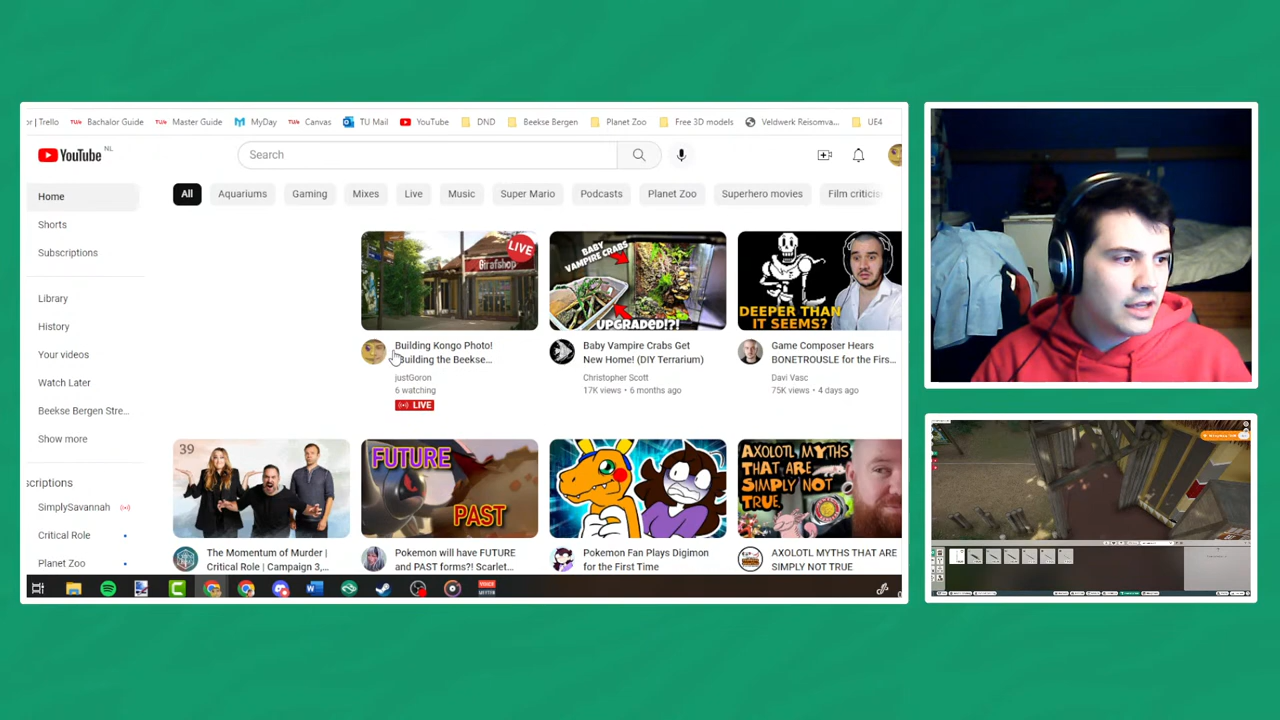 or | Trello
Bachalor Guide
Master Guide
MyDay
Canvas
TU Mail
YouTube
DND
Beekse Bergen
Planet Zoo
Free 3D models
Veldwerk Reisomva...
UE4
YouTube NL
Search
Home
Shorts
Subscriptions
Library
History
Your videos
Watch Later
Beekse Bergen Stre...
Show more
scriptions
SimplySavannah
Critical Role
Planet Zoo
All
Aquariums
Gaming
Mixes
Live
Music
Super Mario
Podcasts
Planet Zoo
Superhero movies
Film criticis
LIVE
Girafshop
Building Kongo Photo!
Building the Beekse...
justGoron
6 watching
LIVE
BABY
VAMPIRE CRABS
UPGRADED!?!
Baby Vampire Crabs Get
New Home! (DIY Terrarium)
Christopher Scott
17K views • 6 months ago
DEEPER THAN
IT SEEMS?
Game Composer Hears
BONETROUSLE for the Firs...
Davi Vasc
75K views • 4 days ago
39
The Momentum of Murder |
Critical Role | Campaign 3,...
FUTURE
PAST
Pokemon will have FUTURE
and PAST forms?! Scarlet...
Pokemon Fan Plays Digimon
for the First Time
AXOLOTL MYTHS
THAT ARE
SIMPLY NOT
TRUE.
AXOLOTL MYTHS THAT ARE
SIMPLY NOT TRUE